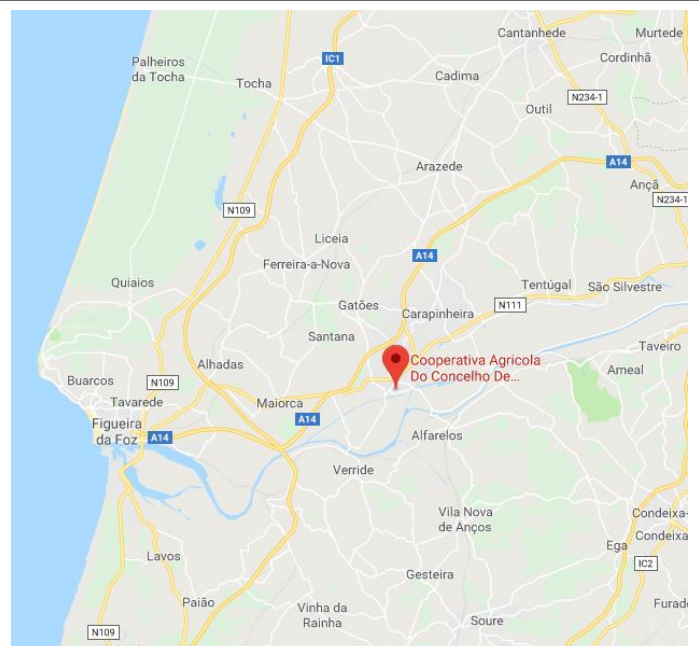 Cantanhede
Murtede
Cordinhã
Palheiros
da Tocha
IC1
Cadima
Tocha
N234-1
Outil
Arazede
A14
Ançã
N234-1
N109
Liceia
A14
Ferreira-a-Nova
Quiaios
Tentúgal
São Silvestre
Gatões
N111
Carapinheira
Santana
Taveiro
Cooperativa Agricola
Do Concelho De...
Alhadas
Ameal
Buarcos
N109
Tavarede
Maiorca
Figueira
da Foz
A14
A14
Alfarelos
Verride
Vila Nova
de Anços
Condeixa-
Condeixa
Ega
Lavos
IC2
Gesteira
Paião
Vinha da
Rainha
Furado
Soure
N109